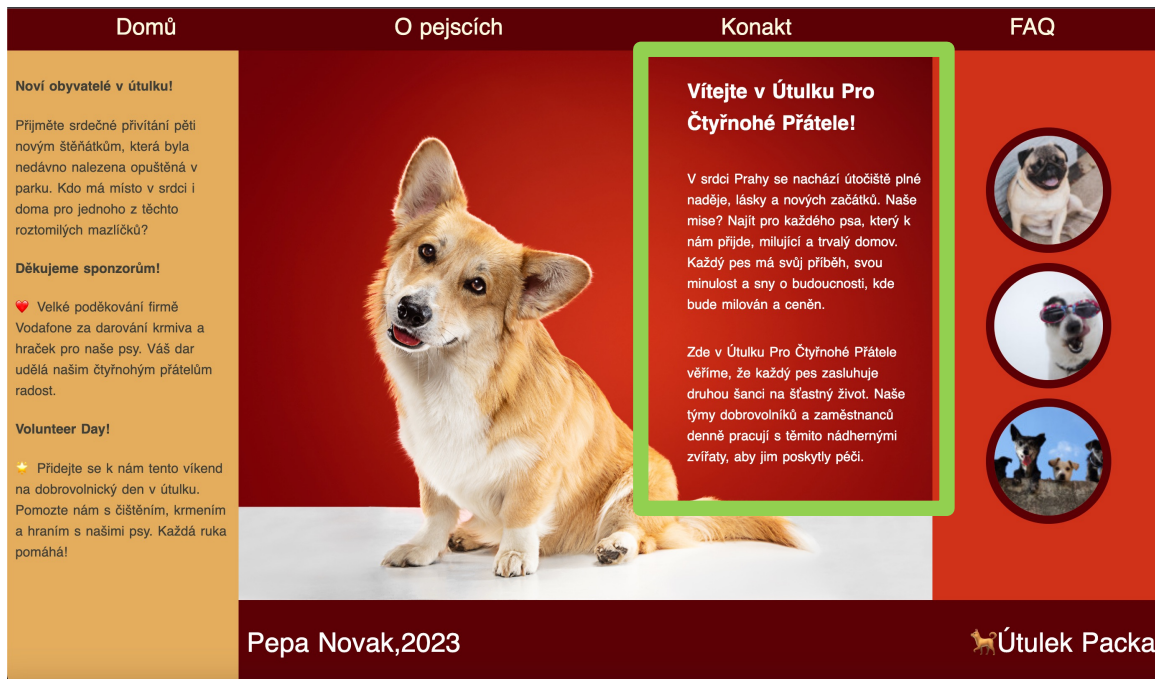 Domů
O pejscích
Konakt
FAQ
Noví obyvatelé v útulku!
Přijměte srdečné přivítání pěti
novým štěňátkům, která byla
nedávno nalezena opuštěná v
parku. Kdo má místo v srdci i
doma pro jednoho z těchto
roztomilých mazlíčků?
Děkujeme sponzorům!
❤️ Velké poděkování firmě
Vodafone za darování krmiva a
hraček pro naše psy. Váš dar
udělá našim čtyřnohým přátelům
radost.
Volunteer Day!
🌟 Přidejte se k nám tento víkend
na dobrovolnický den v útulku.
Pomozte nám s čištěním, krmením
a hraním s našimi psy. Každá ruka
pomáhá!
Vítejte v Útulku Pro
Čtyřnohé Přátele!
V srdci Prahy se nachází útočiště plné
naděje, lásky a nových začátků. Naše
mise? Najít pro každého psa, který k
nám přijde, milující a trvalý domov.
Každý pes má svůj příběh, svou
minulost a sny o budoucnosti, kde
bude milován a ceněn.
Zde v Útulku Pro Čtyřnohé Přátele
věříme, že každý pes zasluhuje
druhou šanci na šťastný život. Naše
týmy dobrovolníků a zaměstnanců
denně pracují s těmito nádhernými
zvířaty, aby jim poskytly péči.
Pepa Novak,2023
🐕Útulek Packa